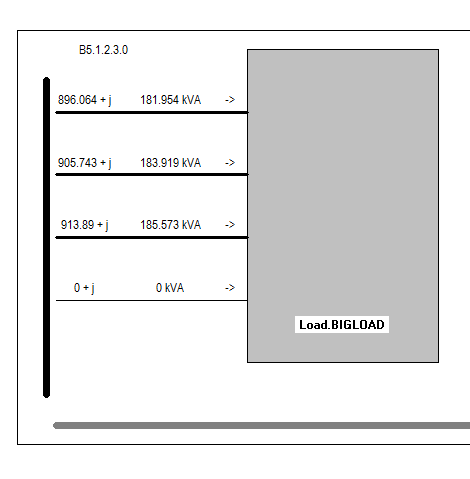 B5.1.2.3.0
896.064 + j 181.954 kVA ->
905.743 + j 183.919 kVA ->
913.89 + j 185.573 kVA ->
0 + j 0 kVA ->
Load.BIGLOAD